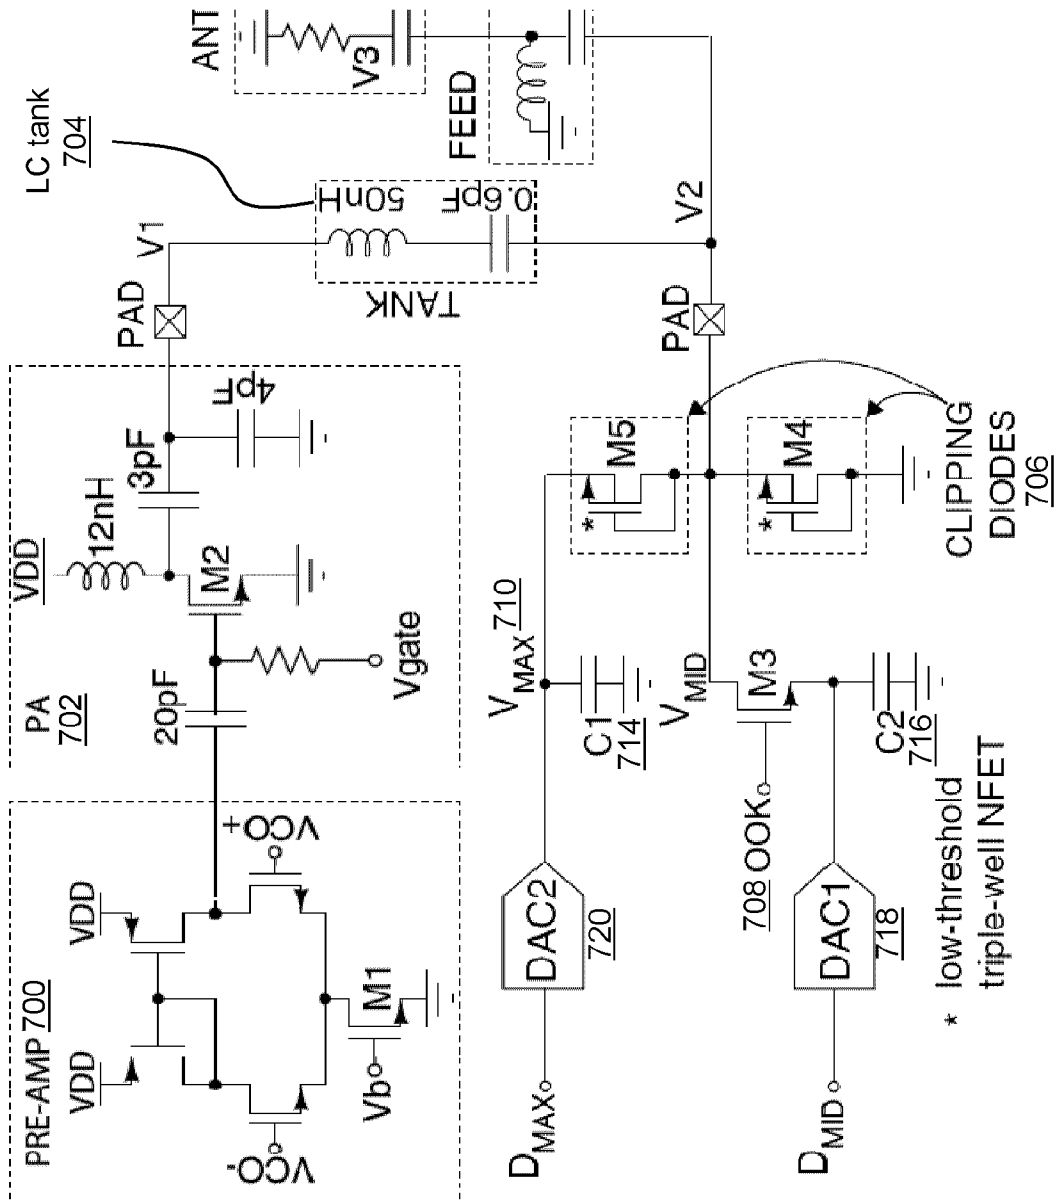 ANT
V3
FEED
LC tank
704
50nH
0.6pF
TANK
V1
V2
PAD
PAD
4pF
3pF
12nH
VDD
M2
PA
702
20pF
Vgate
M5
M4
CLIPPING
DIODES
706
VMAX
710
VMID
M3
C1
714
C2
716
* low-threshold
triple-well NFET
*
*
708 OOK
DAC2
720
DAC1
718
DMAX
DMID
PRE-AMP 700
VDD
VDD
VCO+
VCO-
M1
Vb